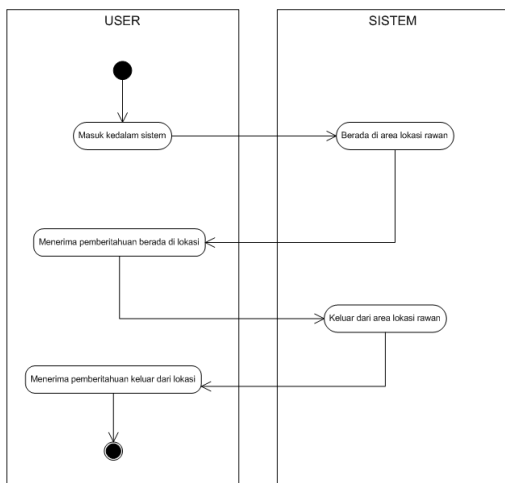 USER
SISTEM
Masuk kedalam sistem
Berada di area lokasi rawan
Menerima pemberitahuan berada di lokasi
Keluar dari area lokasi rawan
Menerima pemberitahuan keluar dari lokasi